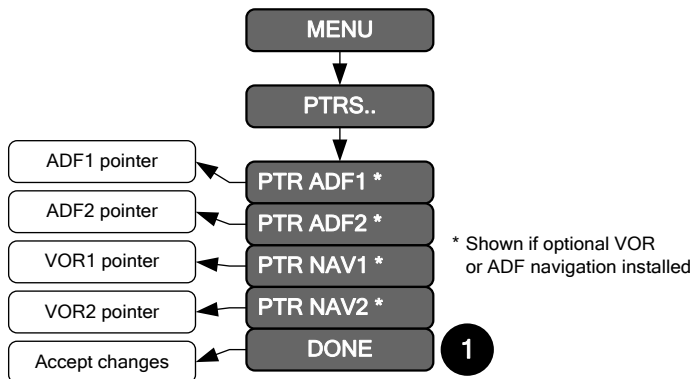 MENU
PTRS..
ADF1 pointer
PTR ADF1 *
ADF2 pointer
PTR ADF2 *
VOR1 pointer
PTR NAV1 *
VOR2 pointer
PTR NAV2 *
Accept changes
DONE
1
* Shown if optional VOR
or ADF navigation installed